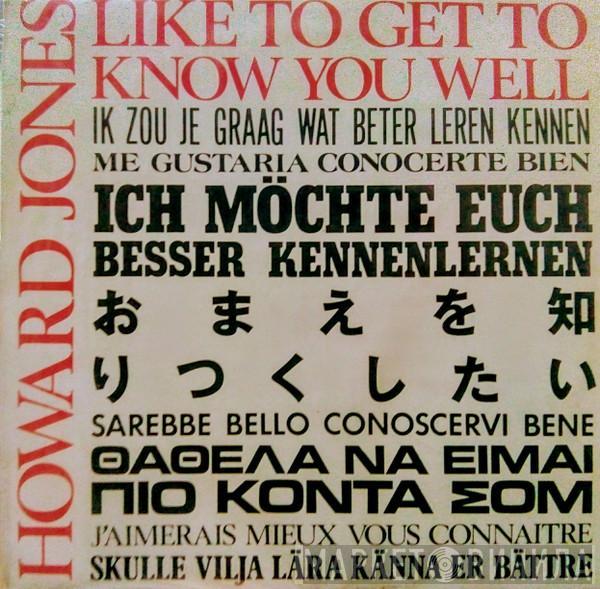 HOWARD JONES
LIKE TO GET TO
KNOW YOU WELL
IK ZOU JE GRAAG WAT BETER LEREN KENNEN
ME GUSTARIA CONOCERTE BIEN
ICH MÖCHTE EUCH
BESSER KENNENLERNEN
おまえを知
りつくしたい
SAREBBE BELLO CONOSCERVI BENE
ΘΑΘΕΛΑ ΝΑ ΕΙΜΑΙ
ΠΙΟ ΚΟΝΤΑ ΣΟΜ
J'AIMERAIS MIEUX VOUS CONNAITRE
SKULLE VILJA LÄRA KÄNNA ER BÄTTRE